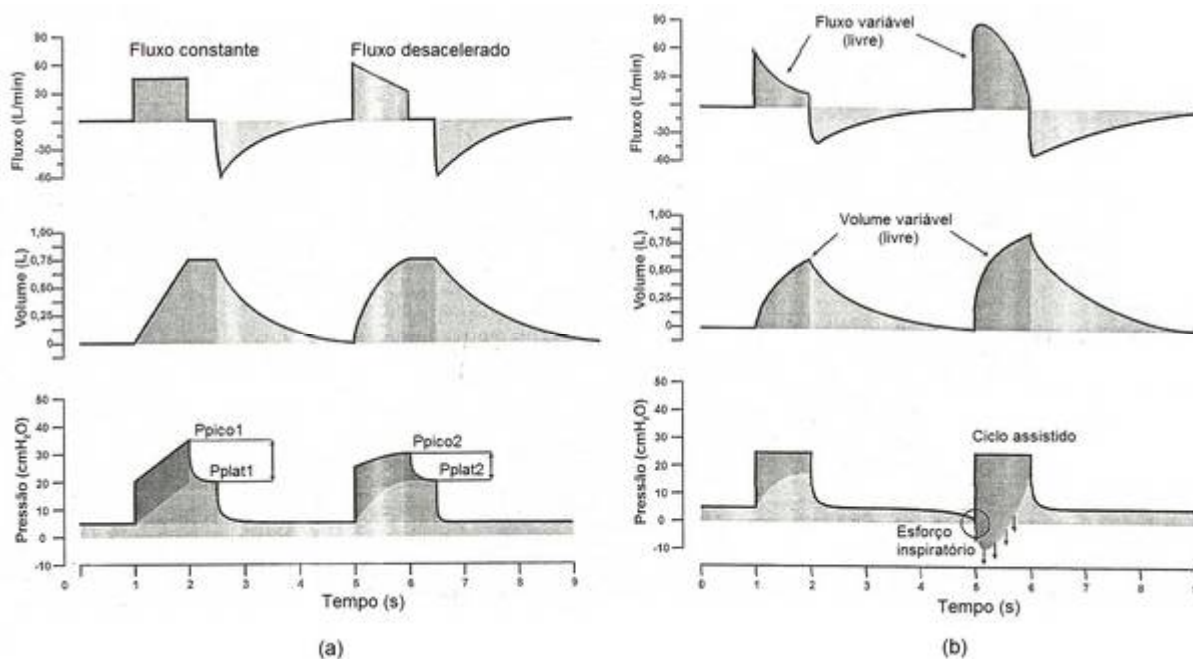 90
60
30
0
-30
-60
Fluxo (L/min)
Fluxo constante
Fluxo desacelerado
1,00
0,75
0,50
0,25
0
Volume (L)
50
40
30
20
10
0
-10
Pressão (cmH₂O)
Ppico1
Pplat1
Ppico2
Pplat2
0 1 2 3 4 5 6 7 8 9
Tempo (s)
(a)
90
60
30
0
-30
-60
Fluxo (L/min)
Fluxo variável
(livre)
1,00
0,75
0,50
0,25
0
Volume (L)
Volume variável
(livre)
50
40
30
20
10
0
-10
Pressão (cmH₂O)
Ciclo assistido
Esforço
inspiratório
0 1 2 3 4 5 6 7 8 9
Tempo (s)
(b)